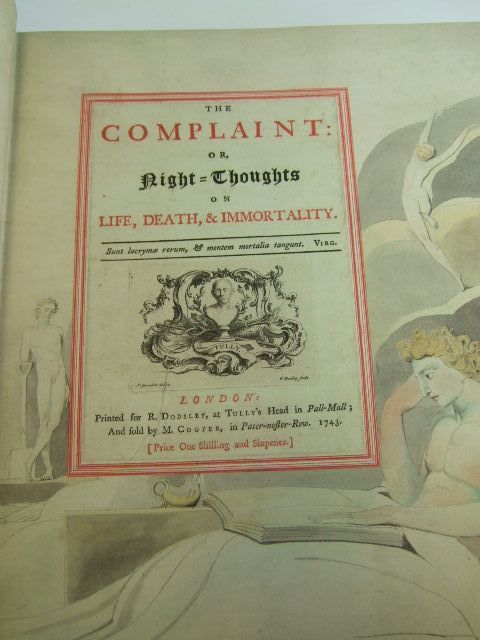 THE
COMPLAINT:
OR,
Night=Thoughts
ON
LIFE, DEATH, & IMMORTALITY.
Sunt lacrymæ rerum, & mentem mortalia tangunt. VIRG.
TULLY
LONDON:
Printed for R. DODSLEY, at TULLY's Head in Pall-Mall;
And sold by M. COOPER, in Pater-noster-Row. 1743.
[Price One Shilling and Sixpence.]